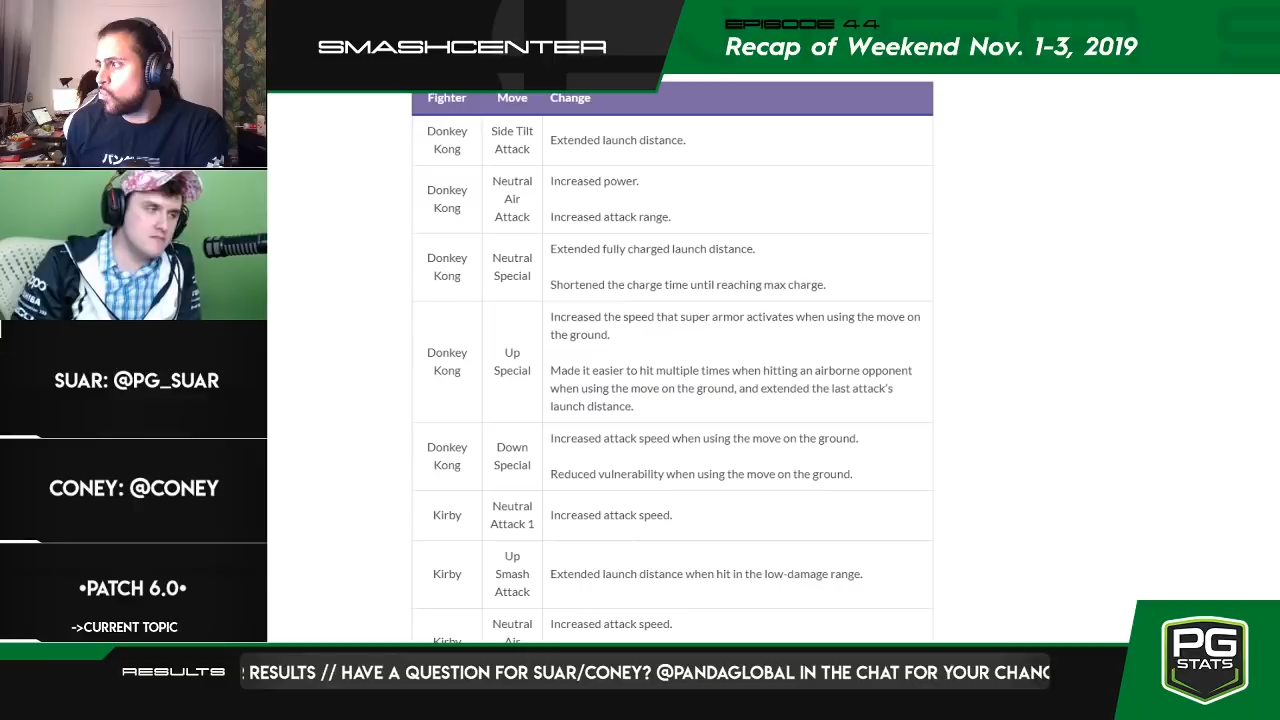 SMASHCENTER
EPISODE 44
Recap of Weekend Nov. 1-3, 2019
Fighter Move Change
Donkey Kong Side Tilt Attack Extended launch distance.
Donkey Kong Neutral Air Attack Increased power.
Increased attack range.
Donkey Kong Neutral Special Extended fully charged launch distance.
Shortened the charge time until reaching max charge.
Donkey Kong Up Special Increased the speed that super armor activates when using the move on
the ground.
Made it easier to hit multiple times when hitting an airborne opponent
when using the move on the ground, and extended the last attack's
launch distance.
Donkey Kong Down Special Increased attack speed when using the move on the ground.
Reduced vulnerability when using the move on the ground.
Kirby Neutral Attack 1 Increased attack speed.
Kirby Up Smash Attack Extended launch distance when hit in the low-damage range.
Kirby Neutral Air Increased attack speed.
SUAR: @PG_SUAR
CONEY: @CONEY
•PATCH 6.0•
->CURRENT TOPIC
RESULTS
RESULTS // HAVE A QUESTION FOR SUAR/CONEY? @PANDAGLOBAL IN THE CHAT FOR YOUR CHANC
PG
STATS